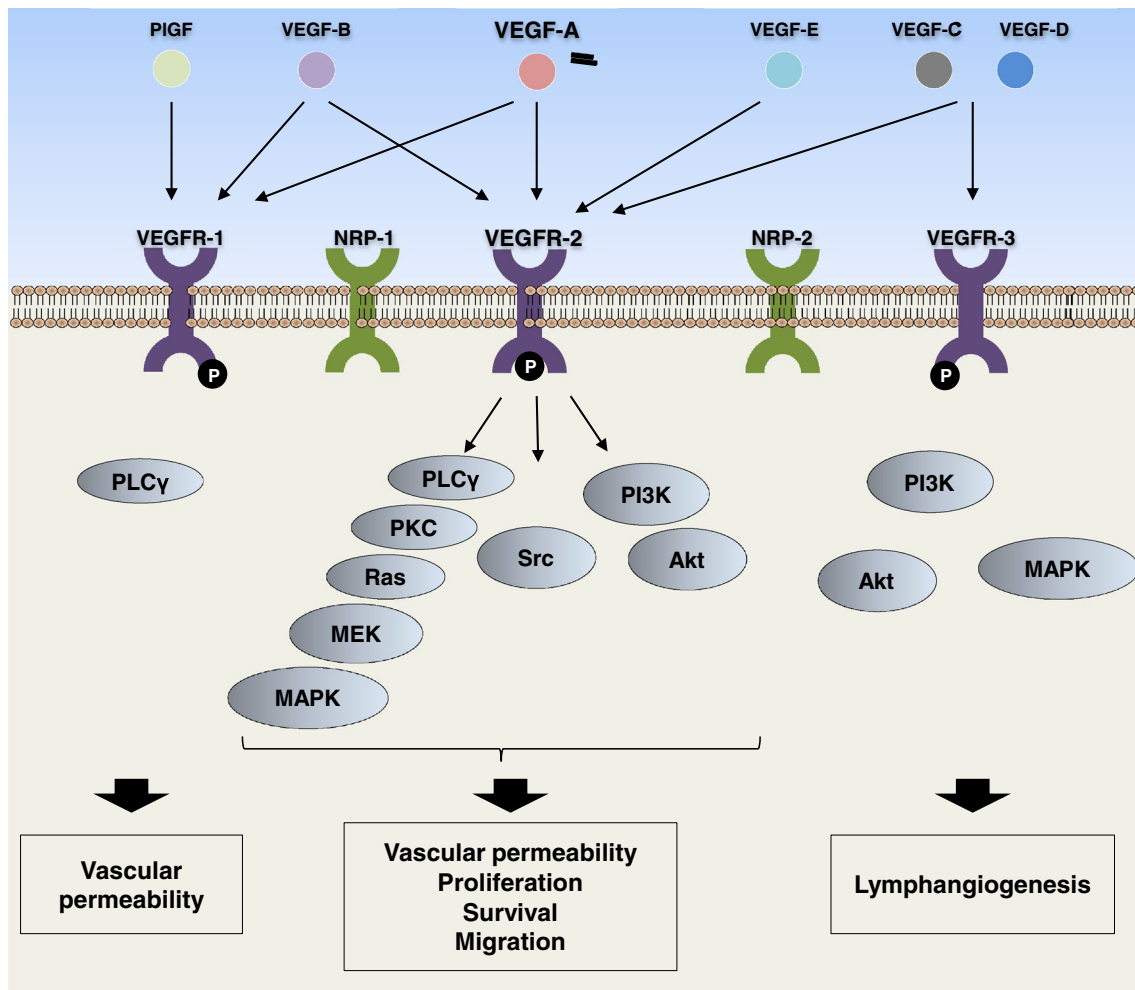 PIGF
VEGF-B
VEGF-A
VEGF-E
VEGF-C
VEGF-D
VEGFR-1
NRP-1
VEGFR-2
NRP-2
VEGFR-3
P
P
P
PLCγ
PLCγ
PKC
Ras
MEK
MAPK
Src
PI3K
Akt
PI3K
Akt
MAPK
Vascular
permeability
Vascular permeability
Proliferation
Survival
Migration
Lymphangiogenesis